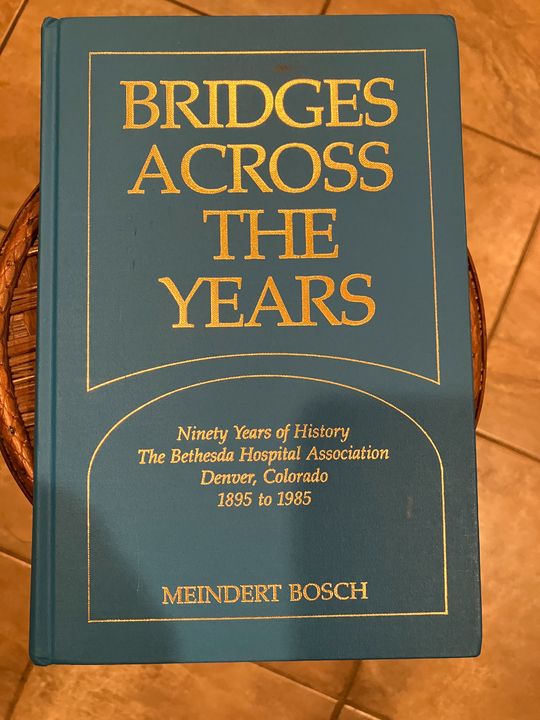 BRIDGES
ACROSS
THE
YEARS
Ninety Years of History
The Bethesda Hospital Association
Denver, Colorado
1895 to 1985
MEINDERT BOSCH